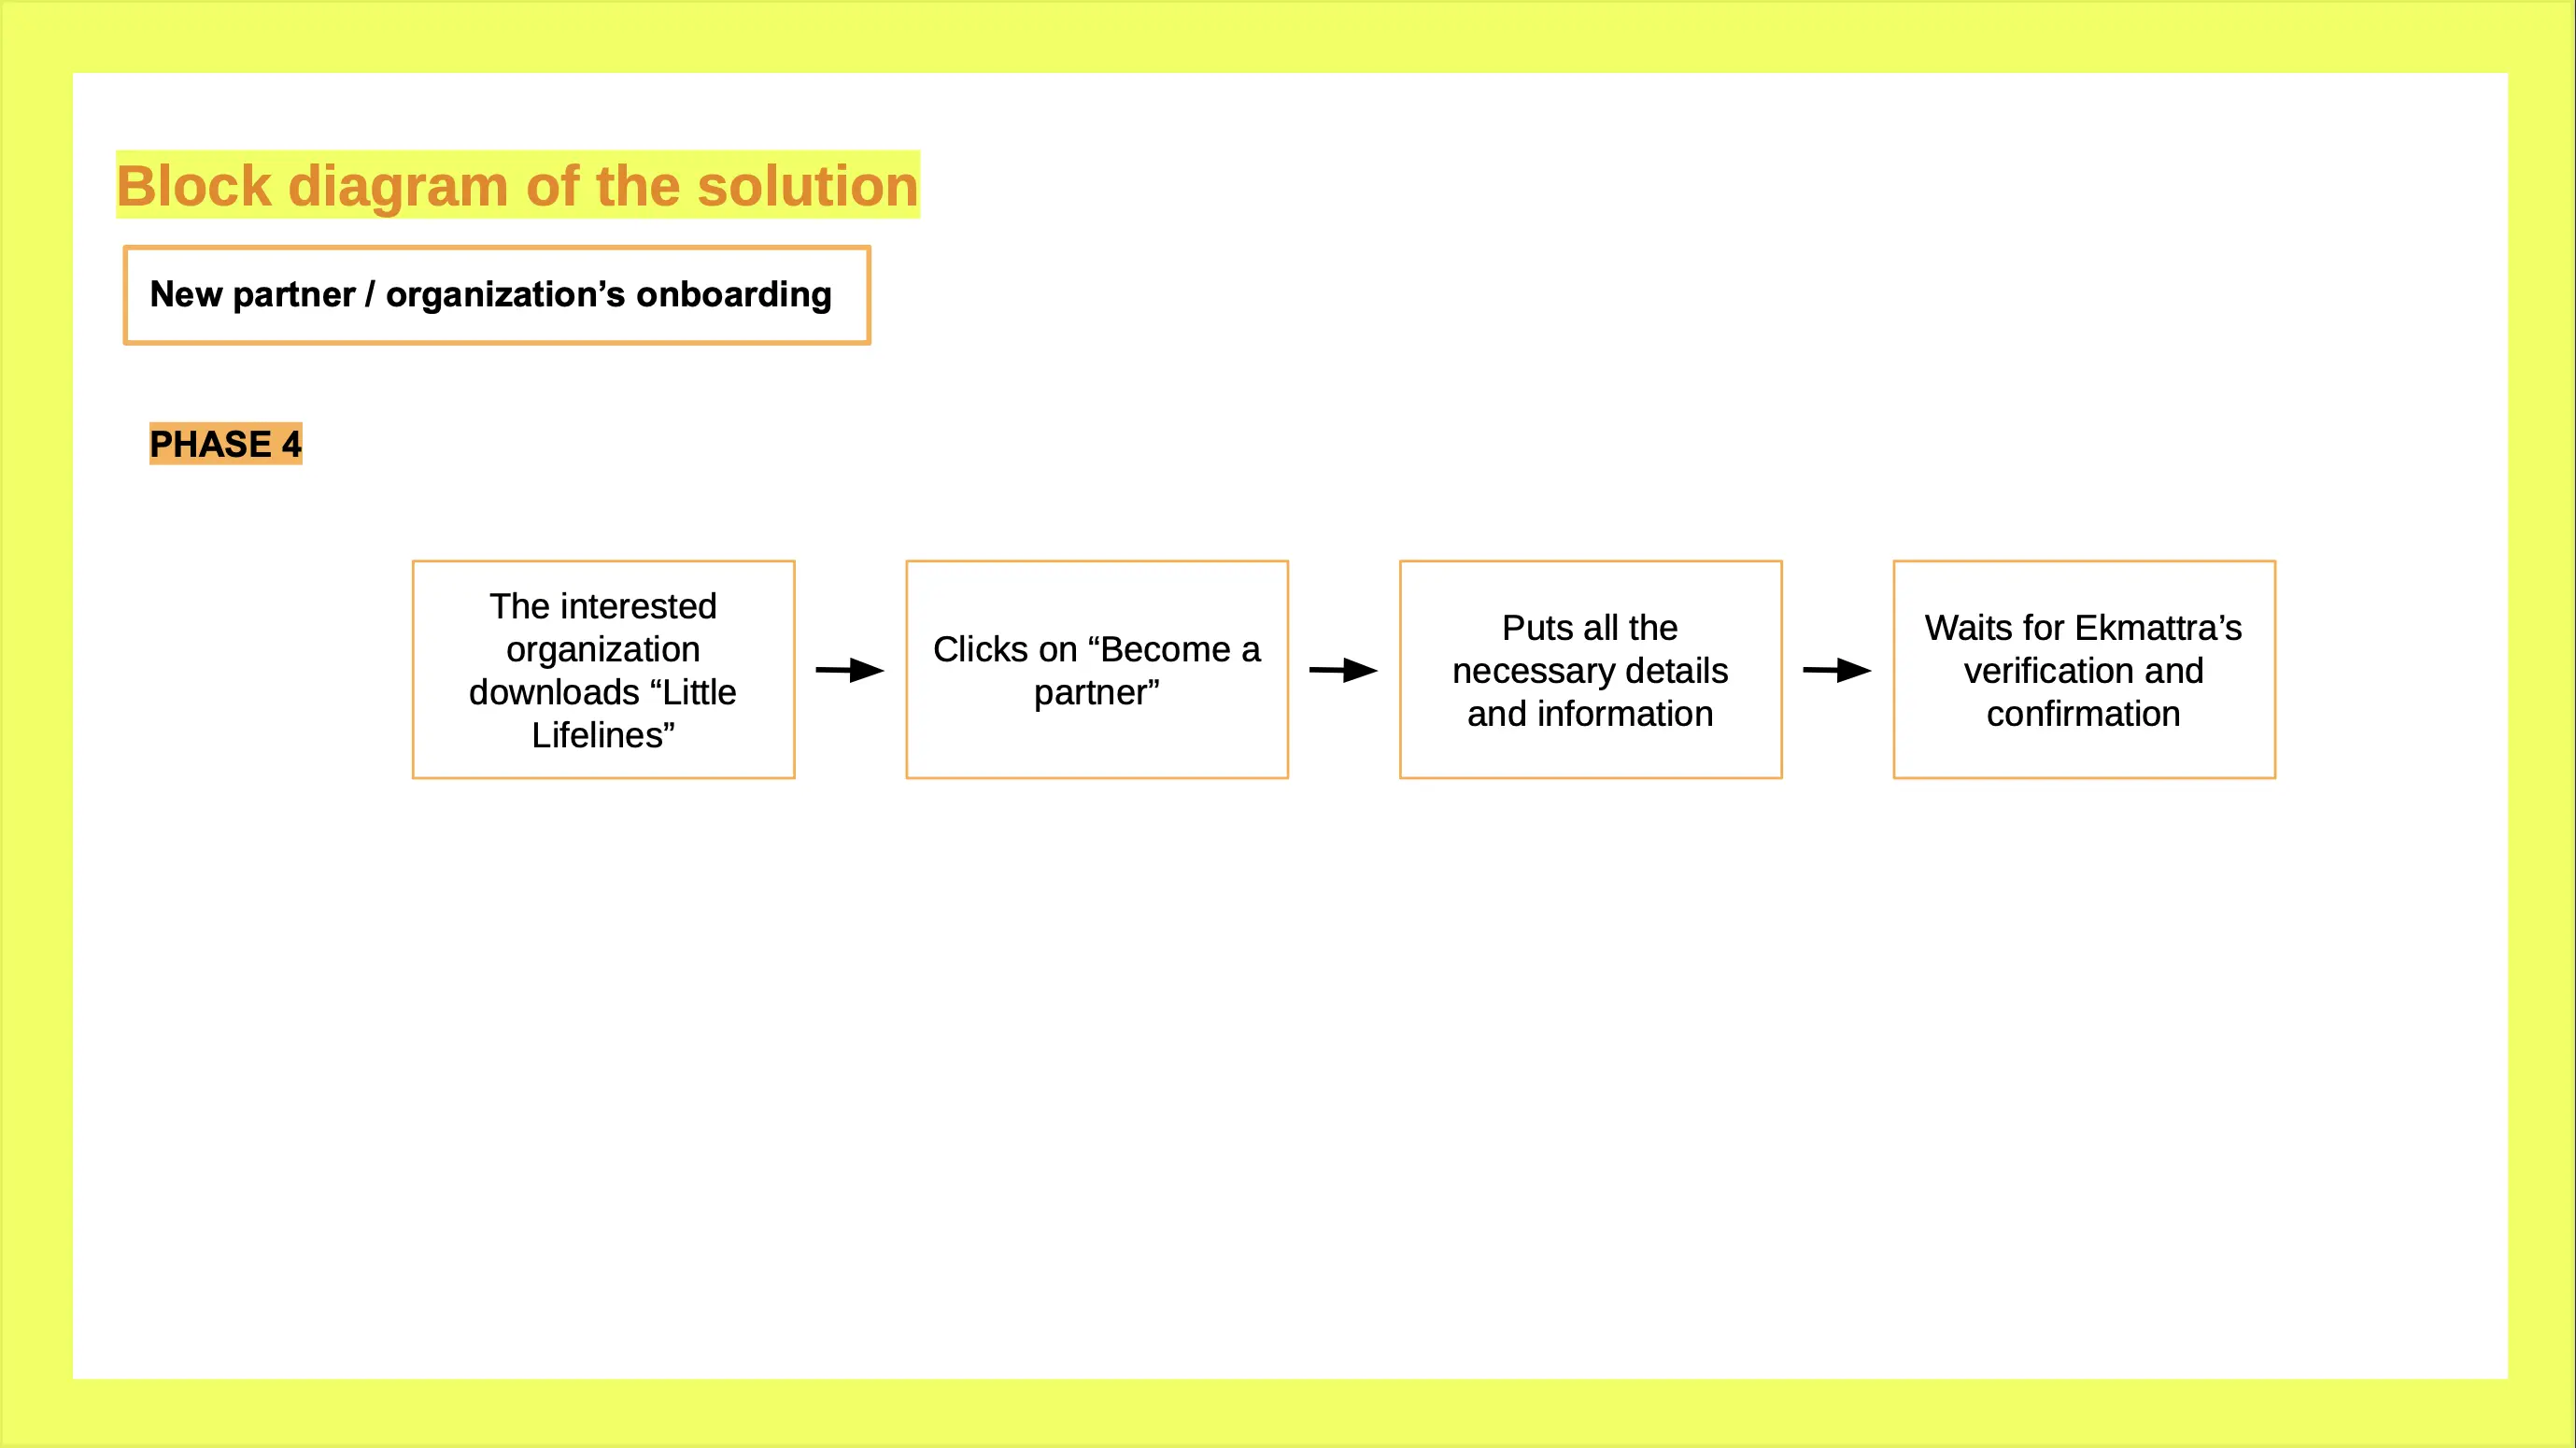 Block diagram of the solution
New partner / organization’s onboarding
PHASE 4
The interested
organization
downloads “Little
Lifelines”
Clicks on “Become a
partner”
Puts all the
necessary details
and information
Waits for Ekmattra’s
verification and
confirmation